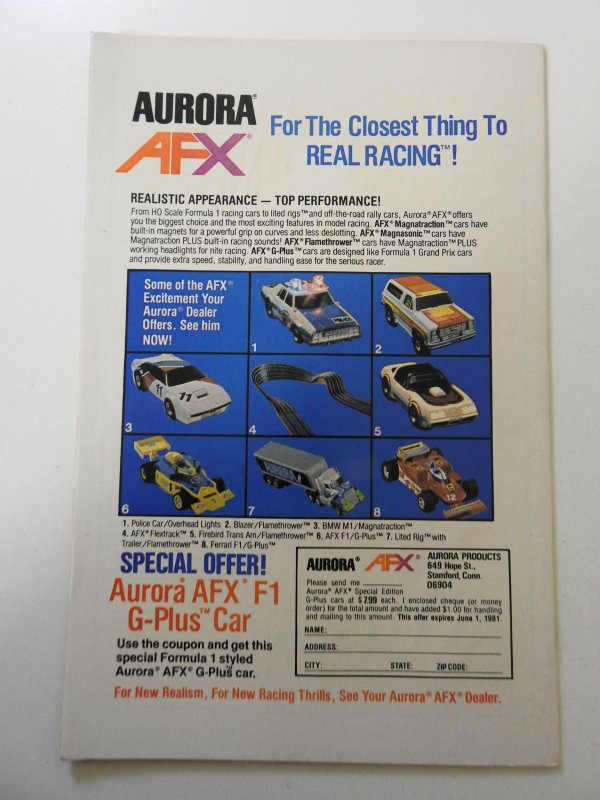 AURORA®
AFX®
For The Closest Thing To
REAL RACING™!
REALISTIC APPEARANCE — TOP PERFORMANCE!
From HO Scale Formula 1 racing cars to lited rigs™ and off-the-road rally cars, Aurora® AFX® offers
you the biggest choice and the most exciting features in model racing. AFX® Magnatraction™ cars have
built-in magnets for a powerful grip on curves and less deslotting. AFX® Magnasonic™ cars have
Magnatraction PLUS built-in racing sounds! AFX® Flamethrower™ cars have Magnatraction™ PLUS
working headlights for nite racing. AFX® G-Plus™ cars are designed like Formula 1 Grand Prix cars
and provide extra speed, stability, and handling ease for the serious racer.
Some of the AFX®
Excitement Your
Aurora® Dealer
Offers. See him
NOW!
POLICE
1
2
11
11
3
4
5
6
AURORA
7
12
8
1. Police Car/Overhead Lights 2. Blazer/Flamethrower™ 3. BMW M1/Magnatraction™
4. AFX® Flextrack™ 5. Firebird Trans Am/Flamethrower™ 6. AFX F1/G-Plus™ 7. Lited Rig™ with
Trailer/Flamethrower™ 8. Ferrari F1/G-Plus™
SPECIAL OFFER!
Aurora® AFX® F1
G-Plus™ Car
Use the coupon and get this
special Formula 1 styled
Aurora® AFX® G-Plus™ car.
AURORA® AFX®
AURORA PRODUCTS
649 Hope St.,
Stamford, Conn.
06904
Please send me
Aurora® AFX® Special Edition
G-Plus cars at $7.99 each. I enclosed cheque (or money
order) for the total amount and have added $1.00 for handling
and mailing to this amount. This offer expires June 1, 1981.
NAME:
ADDRESS:
CITY: STATE: ZIP CODE:
For New Realism, For New Racing Thrills, See Your Aurora® AFX® Dealer.